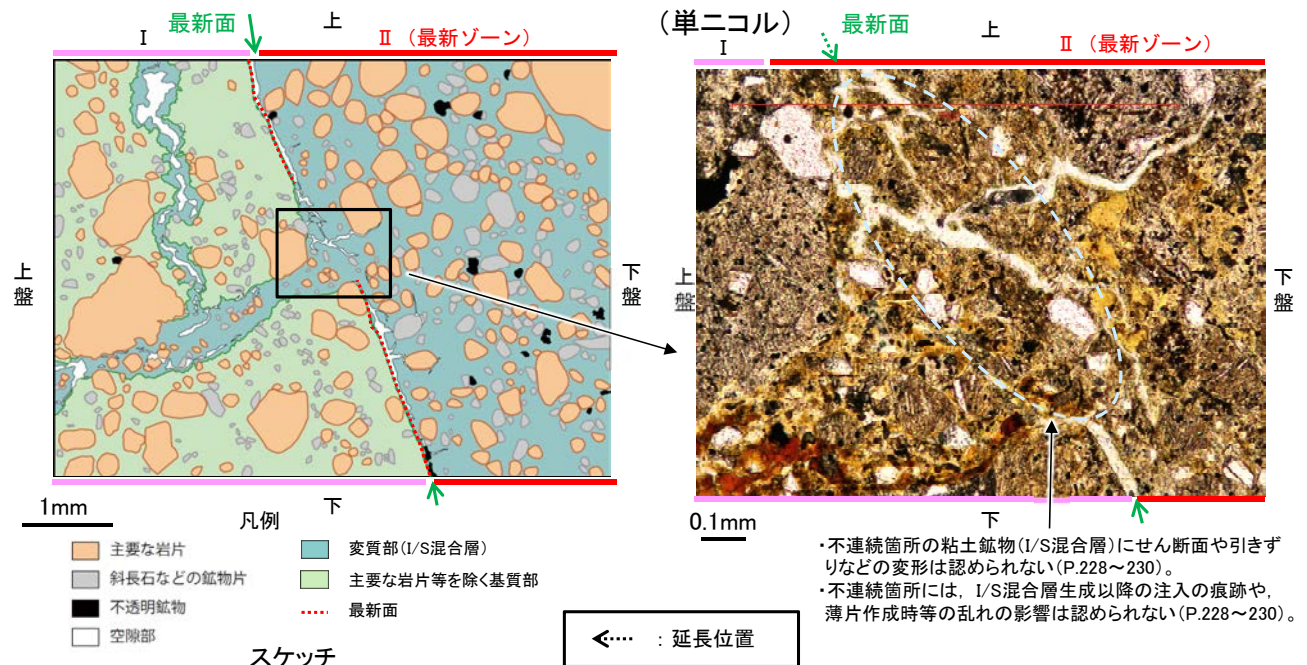 最新面
上
I
II (最新ゾーン)
上盤
下盤
下
1mm
凡例
主要な岩片
斜長石などの鉱物片
不透明鉱物
空隙部
変質部(I/S混合層)
主要な岩片等を除く基質部
最新面
スケッチ
:延長位置
(単ニコル)
最新面
上
I
II (最新ゾーン)
上盤
下盤
下
0.1mm
・不連続箇所の粘土鉱物(I/S混合層)にせん断面や引きず
りなどの変形は認められない(P.228~230)。
・不連続箇所には, I/S混合層生成以降の注入の痕跡や,
薄片作成時等の乱れの影響は認められない(P.228~230)。